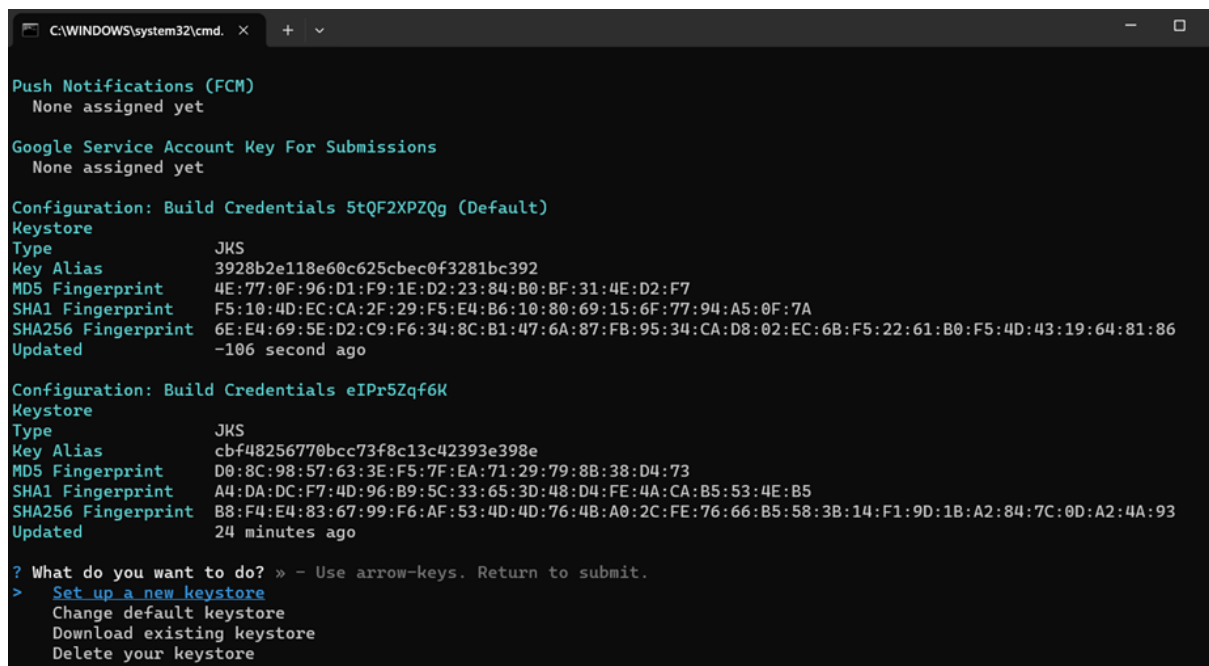 C:\WINDOWS\system32\cmd.
Push Notifications (FCM)
None assigned yet
Google Service Account Key For Submissions
None assigned yet
Configuration: Build Credentials 5tQF2XPZQg (Default)
Keystore
Type JKS
Key Alias 3928b2e118e60c625cbec0f3281bc392
MD5 Fingerprint 4E:77:0F:96:D1:F9:1E:D2:23:84:B0:BF:31:4E:D2:F7
SHA1 Fingerprint F5:10:4D:EC:CA:2F:29:F5:E4:B6:10:80:69:15:6F:77:94:A5:0F:7A
SHA256 Fingerprint 6E:E4:69:5E:D2:C9:F6:34:8C:B1:47:6A:87:FB:95:34:CA:D8:02:EC:6B:F5:22:61:B0:F5:4D:43:19:64:81:86
Updated -106 second ago
Configuration: Build Credentials eIPr5Zqf6K
Keystore
Type JKS
Key Alias cbf48256770bcc73f8c13c42393e398e
MD5 Fingerprint D0:8C:98:57:63:3E:F5:7F:EA:71:29:79:8B:38:D4:73
SHA1 Fingerprint A4:DA:DC:F7:4D:96:B9:5C:33:65:3D:48:D4:FE:4A:CA:B5:53:4E:B5
SHA256 Fingerprint B8:F4:E4:83:67:99:F6:AF:53:4D:4D:76:4B:A0:2C:FE:76:66:B5:58:3B:14:F1:9D:1B:A2:84:7C:0D:A2:4A:93
Updated 24 minutes ago
? What do you want to do? » - Use arrow-keys. Return to submit.
> Set up a new keystore
Change default keystore
Download existing keystore
Delete your keystore